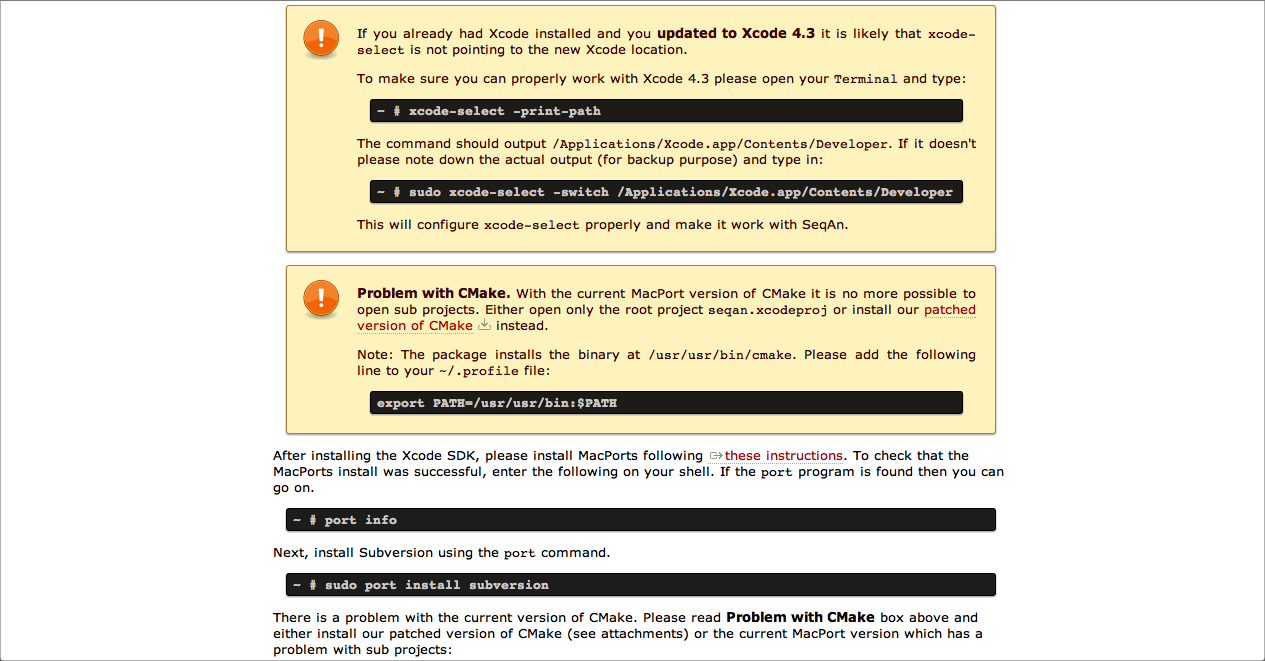 If you already had Xcode installed and you updated to Xcode 4.3 it is likely that xcode-
select is not pointing to the new Xcode location.
To make sure you can properly work with Xcode 4.3 please open your Terminal and type:
~ # xcode-select -print-path
The command should output /Applications/Xcode.app/Contents/Developer. If it doesn't
please note down the actual output (for backup purpose) and type in:
~ # sudo xcode-select -switch /Applications/Xcode.app/Contents/Developer
This will configure xcode-select properly and make it work with SeqAn.
Problem with CMake. With the current MacPort version of CMake it is no more possible to
open sub projects. Either open only the root project seqan.xcodeproj or install our patched
version of CMake instead.
Note: The package installs the binary at /usr/usr/bin/cmake. Please add the following
line to your ~/.profile file:
export PATH=/usr/usr/bin:$PATH
After installing the Xcode SDK, please install MacPorts following these instructions. To check that the
MacPorts install was successful, enter the following on your shell. If the port program is found then you can
go on.
~ # port info
Next, install Subversion using the port command.
~ # sudo port install subversion
There is a problem with the current version of CMake. Please read Problem with CMake box above and
either install our patched version of CMake (see attachments) or the current MacPort version which has a
problem with sub projects: